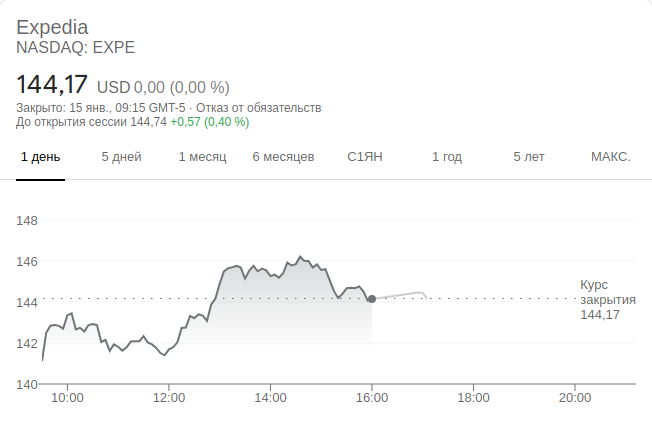 Expedia
NASDAQ: EXPE
144,17 USD 0,00 (0,00 %)
Закрыто: 15 янв., 09:15 GMT-5 · Отказ от обязательств
До открытия сессии 144,74 +0,57 (0,40 %)
1 день 5 дней 1 месяц 6 месяцев С1ЯН 1 год 5 лет МАКС.
148
146
144
142
140
Курс
закрытия
144,17
10:00 12:00 14:00 16:00 18:00 20:00